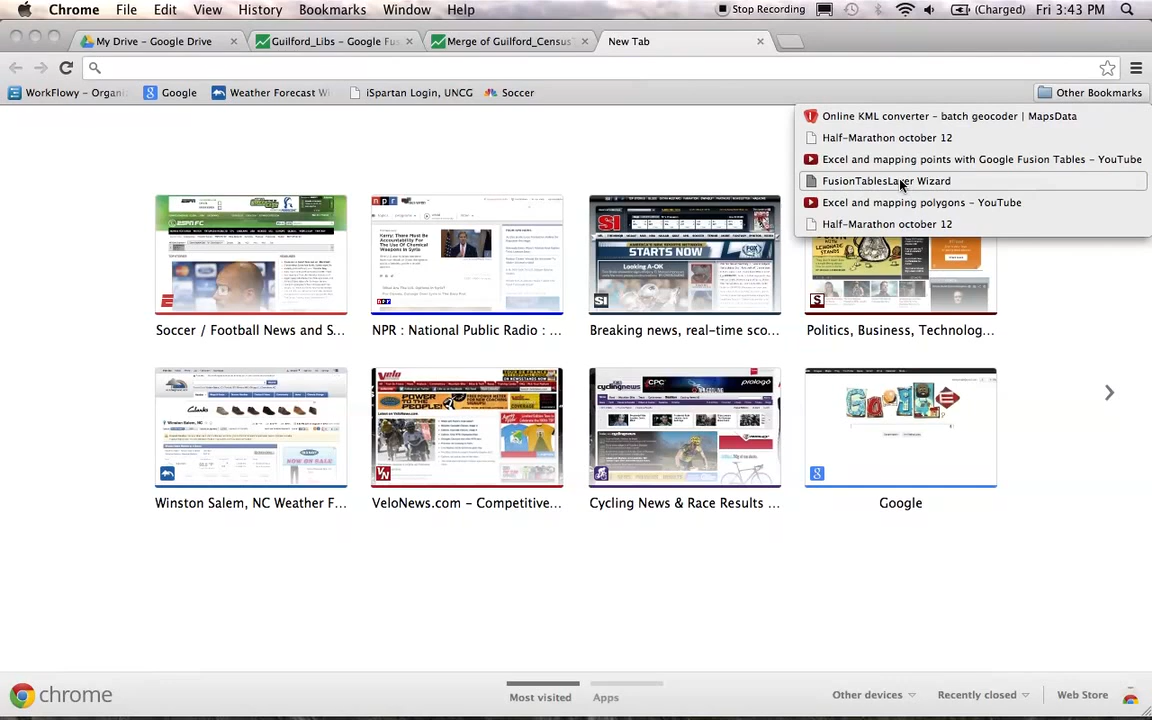 Chrome File Edit View History Bookmarks Window Help Stop Recording (Charged) Fri 3:43 PM
My Drive - Google Drive Guilford_Libs - Google Fus Merge of Guilford_Census New Tab
WorkFlowy - Organi Google Weather Forecast Wi iSpartan Login, UNCG Soccer Other Bookmarks
Online KML converter - batch geocoder | MapsData
Half-Marathon october 12
Excel and mapping points with Google Fusion Tables - YouTube
FusionTablesLayer Wizard
Excel and mapping polygons - YouTube
Half-Marathon october 12
Soccer / Football News and S... NPR : National Public Radio : ... Breaking news, real-time sco... Politics, Business, Technolog...
Winston Salem, NC Weather F... VeloNews.com - Competitive... Cycling News & Race Results ... Google
chrome Most visited Apps Other devices Recently closed Web Store